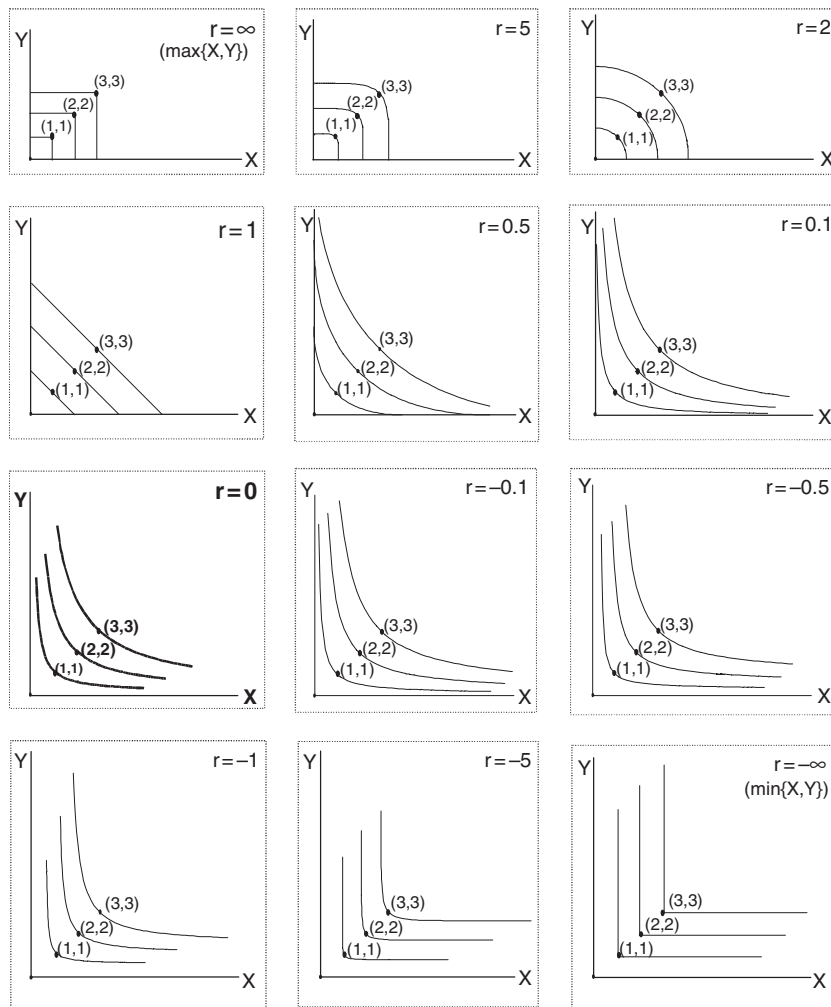 Y r=∞
(max{X,Y})
(3,3)
(2,2)
(1,1)
X
Y r=5
(3,3)
(2,2)
(1,1)
X
Y r=2
(3,3)
(2,2)
(1,1)
X
Y r=1
(3,3)
(2,2)
(1,1)
X
Y r=0.5
(3,3)
(2,2)
(1,1)
X
Y r=0.1
(3,3)
(2,2)
(1,1)
X
Y r=0
(3,3)
(2,2)
(1,1)
X
Y r=−0.1
(3,3)
(2,2)
(1,1)
X
Y r=−0.5
(3,3)
(2,2)
(1,1)
X
Y r=−1
(3,3)
(2,2)
(1,1)
X
Y r=−5
(3,3)
(2,2)
(1,1)
X
Y r=−∞
(min{X,Y})
(3,3)
(2,2)
(1,1)
X